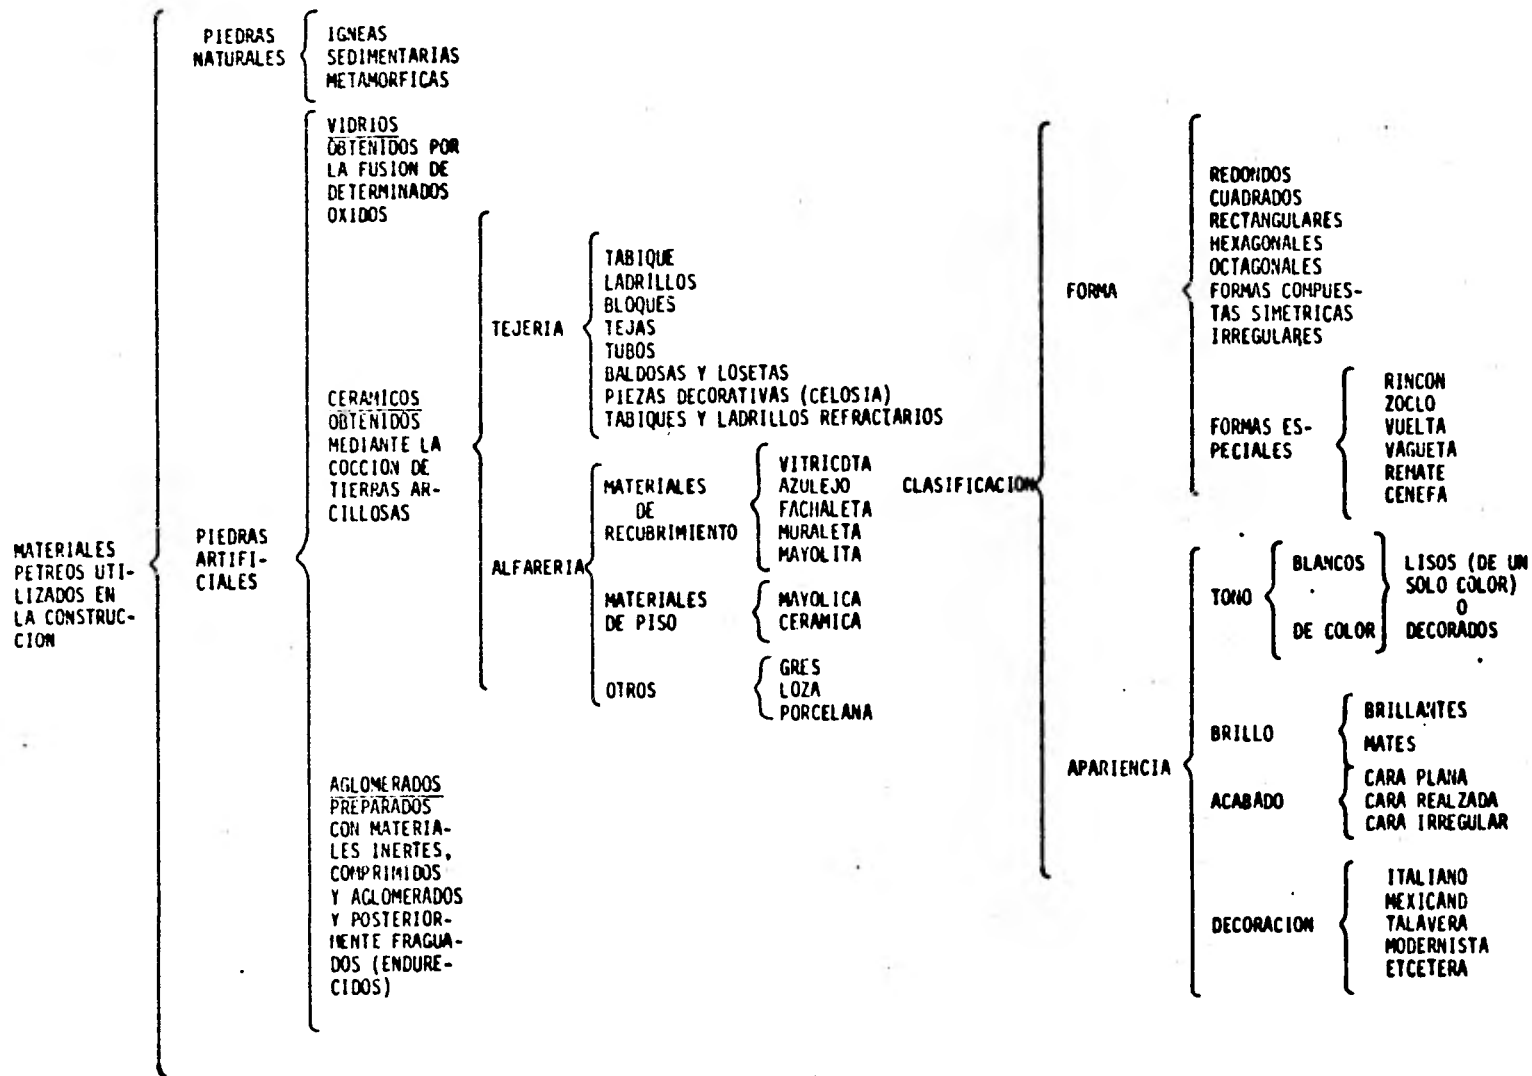 PIEDRAS
NATURALES
IGNEAS
SEDIMENTARIAS
METAMORFICAS
MATERIALES
PETREOS UTI-
LIZADOS EN
LA CONSTRUC-
CION
PIEDRAS
ARTIFI-
CIALES
VIDRIOS
OBTENIDOS POR
LA FUSION DE
DETERMINADOS
OXIDOS
CERAMICOS
OBTENIDOS
MEDIANTE LA
COCCION DE
TIERRAS AR-
CILLOSAS
TEJERIA
TABIQUE
LADRILLOS
BLOQUES
TEJAS
TUBOS
BALDOSAS Y LOSETAS
PIEZAS DECORATIVAS (CELOSIA)
TABIQUES Y LADRILLOS REFRACTARIOS
ALFARERIA
MATERIALES
DE
RECUBRIMIENTO
VITRICOTA
AZULEJO
FACHALETA
MURALETA
MAYOLITA
MATERIALES
DE PISO
MAYOLICA
CERAMICA
OTROS
GRES
LOZA
PORCELANA
AGLOMERADOS
PREPARADOS
CON MATERIA-
LES INERTES,
COMPRIMIDOS
Y AGLOMERADOS
Y POSTERIOR-
MENTE FRAGUA-
DOS (ENDURE-
CIDOS)
CLASIFICACION
FORMA
REDONDOS
CUADRADOS
RECTANGULARES
HEXAGONALES
OCTAGONALES
FORMAS COMPUES-
TAS SIMETRICAS
IRREGULARES
FORMAS ES-
PECIALES
RINCON
ZOCLO
VUELTA
VAGUETA
REMATE
CENEFA
APARIENCIA
TONO
BLANCOS
DE COLOR
LISOS (DE UN
SOLO COLOR)
O
DECORADOS
BRILLO
BRILLANTES
MATES
ACABADO
CARA PLANA
CARA REALZADA
CARA IRREGULAR
DECORACION
ITALIANO
MEXICANO
TALAVERA
MODERNISTA
ETCETERA